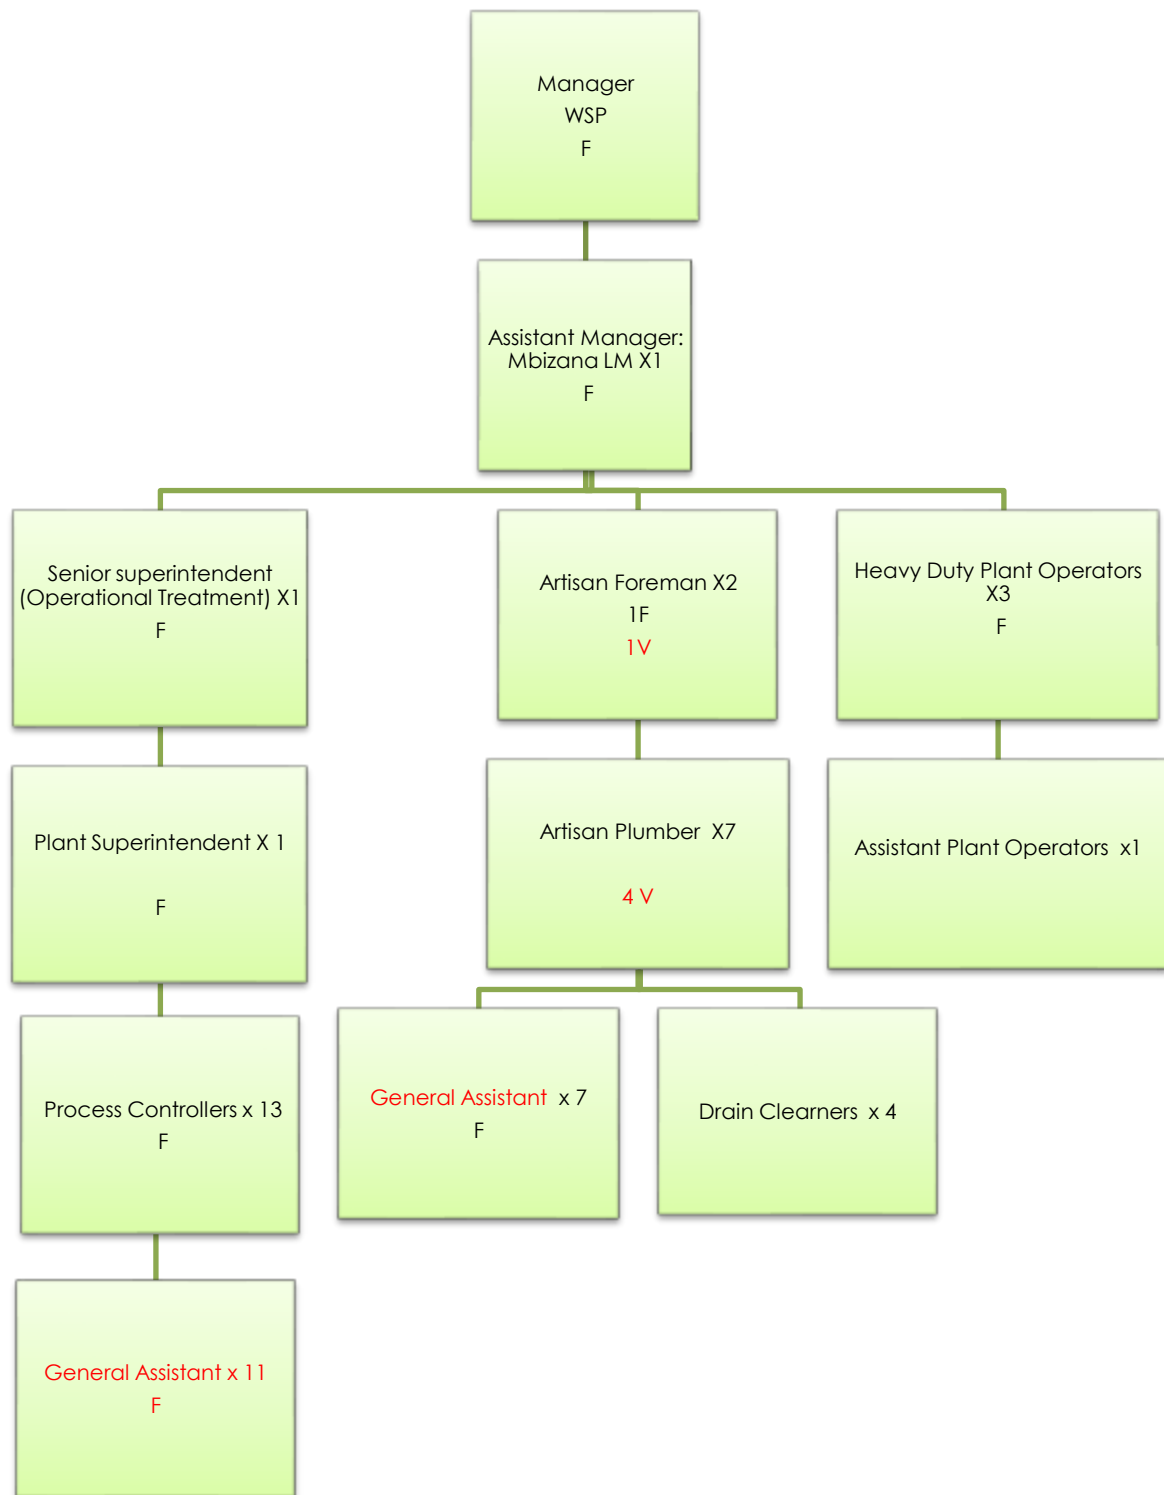 Manager
WSP
F
Assistant Manager:
Mbizana LM X1
F
Senior superintendent
(Operational Treatment) X1
F
Artisan Foreman X2
1F
1V
Heavy Duty Plant Operators
X3
F
Plant Superintendent X 1
F
Artisan Plumber X7
4 V
Assistant Plant Operators x1
Process Controllers x 13
F
General Assistant x 7
F
Drain Clearners x 4
General Assistant x 11
F